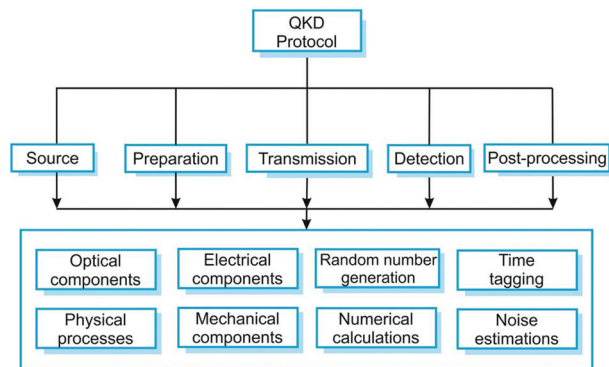 QKD
Protocol
Source
Preparation
Transmission
Detection
Post-processing
Optical
components
Electrical
components
Random number
generation
Time
tagging
Physical
processes
Mechanical
components
Numerical
calculations
Noise
estimations